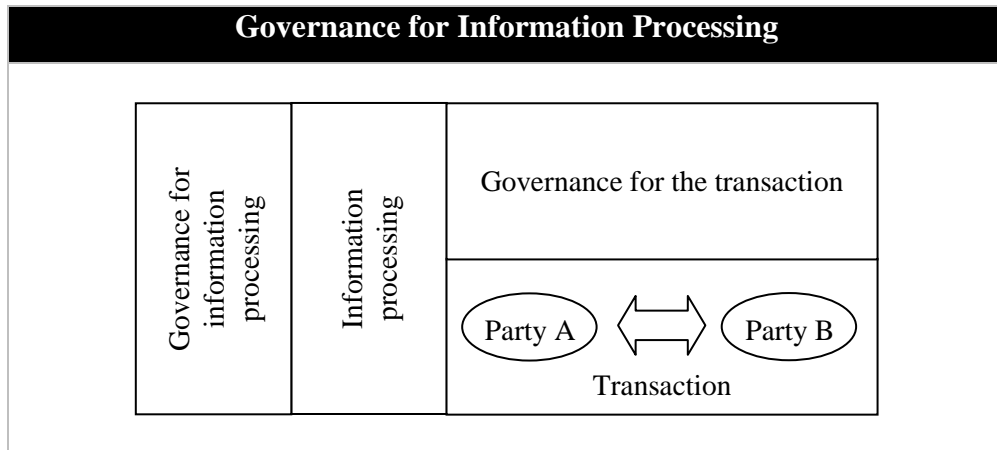 Governance for Information Processing
Governance for
information
processing
Information
processing
Governance for the transaction
Party A
Party B
Transaction